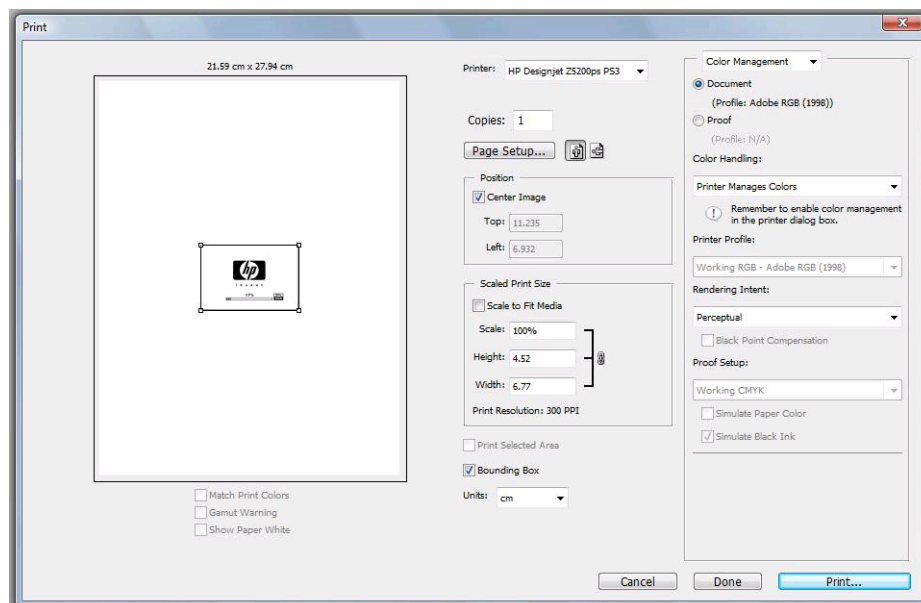 Print
21.59 cm x 27.94 cm
hp
invent
Match Print Colors
Gamut Warning
Show Paper White
Printer: HP Designjet Z5200ps PS3
Copies: 1
Page Setup...
Position
Center Image
Top: 11.235
Left: 6.932
Scaled Print Size
Scale to Fit Media
Scale: 100%
Height: 4.52
Width: 6.77
Print Resolution: 300 PPI
Print Selected Area
Bounding Box
Units: cm
Color Management
Document
(Profile: Adobe RGB (1998))
Proof
(Profile: N/A)
Color Handling:
Printer Manages Colors
Remember to enable color management
in the printer dialog box.
Printer Profile:
Working RGB - Adobe RGB (1998)
Rendering Intent:
Perceptual
Black Point Compensation
Proof Setup:
Working CMYK
Simulate Paper Color
Simulate Black Ink
Cancel
Done
Print...